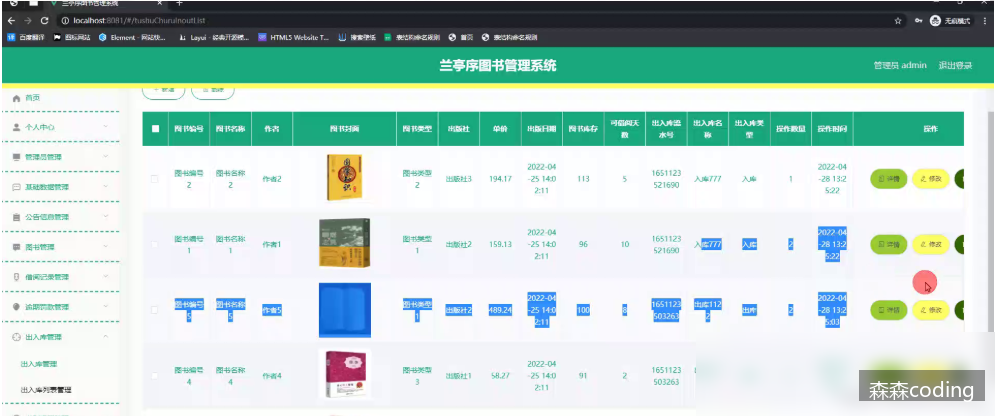 兰亭序图书管理系统
localhost:8081/#/tushuChuruInoutList
无痕模式
百度翻译 图标网站 Element - 网站快... Layui - 经典开源模... HTML5 Website T... 搜索壁纸 表结构命名规则 首页 表结构命名规则
兰亭序图书管理系统
管理员 admin 退出登录
首页
个人中心
管理员管理
基础数据管理
公告信息管理
图书管理
借阅记录管理
逾期罚款管理
出入库管理
出入库管理
出入库列表管理
新增 删除
图书编号 图书名称 作者 图书封面 图书类型 出版社 单价 出版日期 图书库存 可借阅天数 出入库流水号 出入库名称 出入库类型 操作数量 操作时间 操作
图书编号2 图书名称2 作者2 图书类型2 出版社3 194.17 2022-04-25 14:02:11 113 5 1651123521690 入库777 入库 1 2022-04-28 13:25:22 详情 修改
图书编号1 图书名称1 作者1 图书类型1 出版社2 159.13 2022-04-25 14:02:11 96 10 1651123521690 入库777 入库 2 2022-04-28 13:25:22 详情 修改
图书编号5 图书名称5 作者5 图书类型1 出版社2 489.24 2022-04-25 14:02:11 100 8 1651123503263 出库1122 出库 2 2022-04-28 13:25:03 详情 修改
图书编号4 图书名称4 作者4 图书类型3 出版社1 58.27 2022-04-25 14:02:11 91 2 1651123503263
森森coding